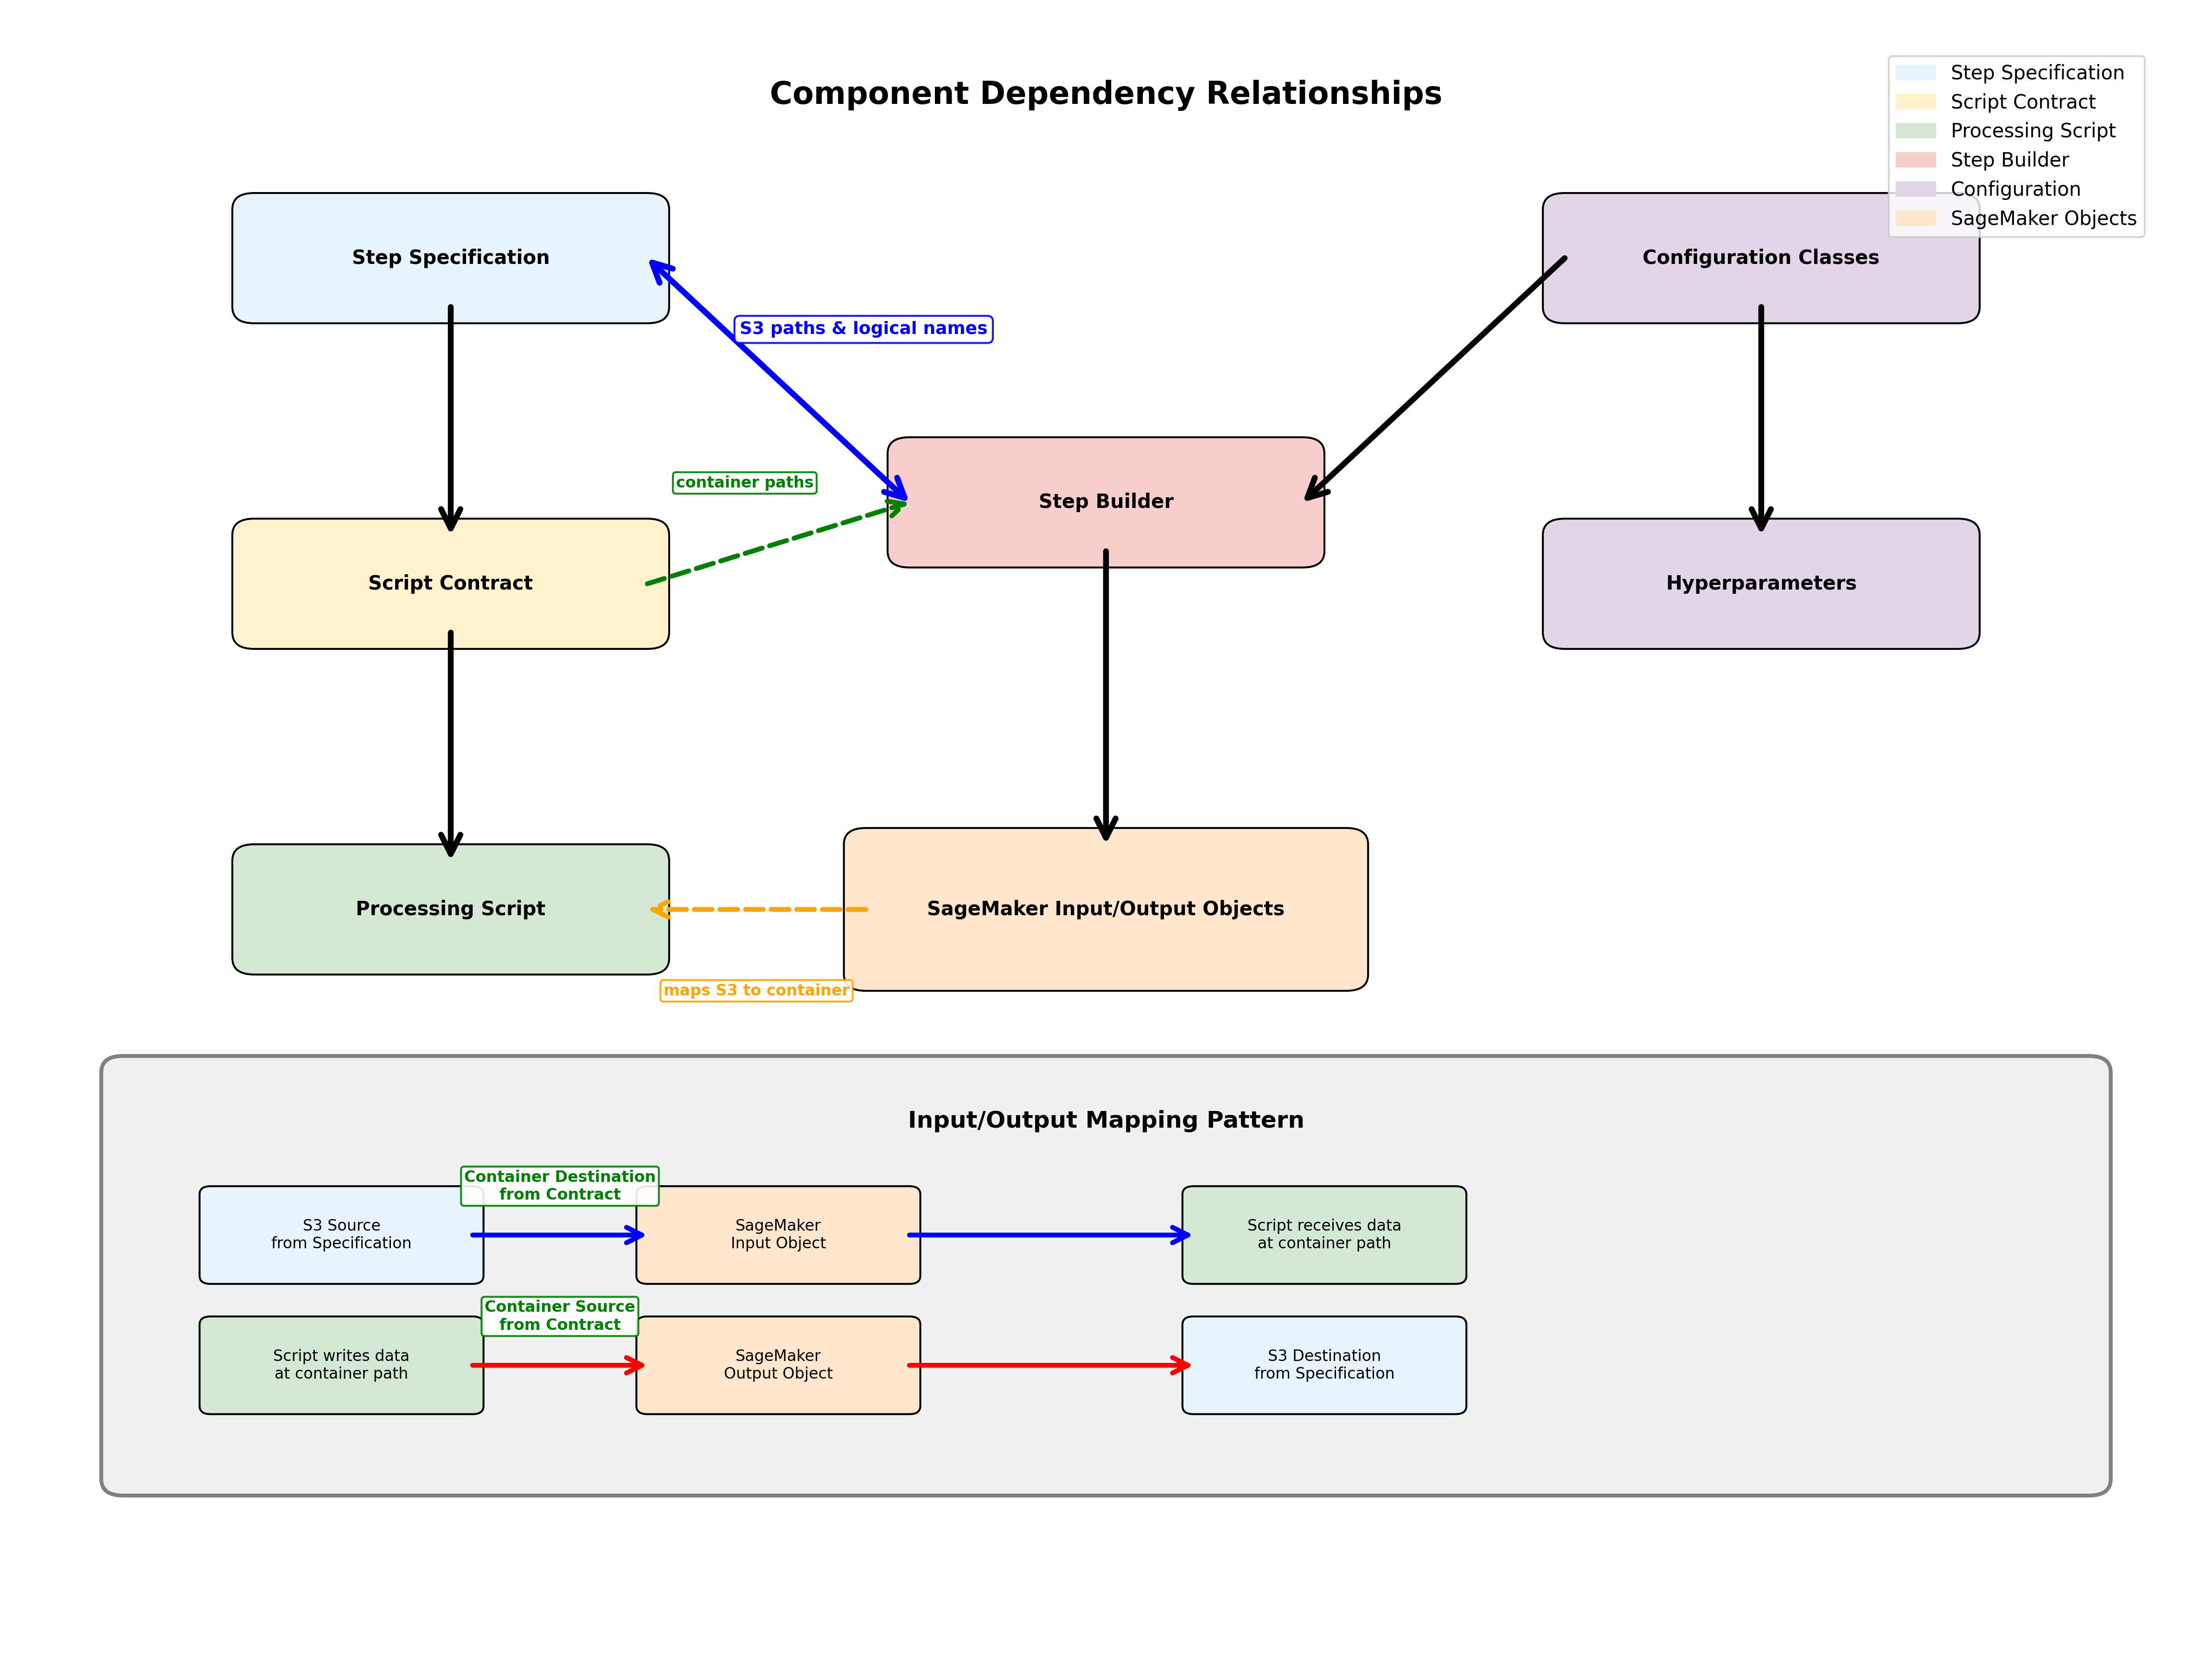 Component Dependency Relationships
Step Specification
Script Contract
Processing Script
Step Builder
Configuration
SageMaker Objects
Step Specification
Configuration Classes
S3 paths & logical names
container paths
Step Builder
Script Contract
Hyperparameters
Processing Script
SageMaker Input/Output Objects
maps S3 to container
Input/Output Mapping Pattern
Container Destination
from Contract
S3 Source
from Specification
SageMaker
Input Object
Script receives data
at container path
Container Source
from Contract
Script writes data
at container path
SageMaker
Output Object
S3 Destination
from Specification